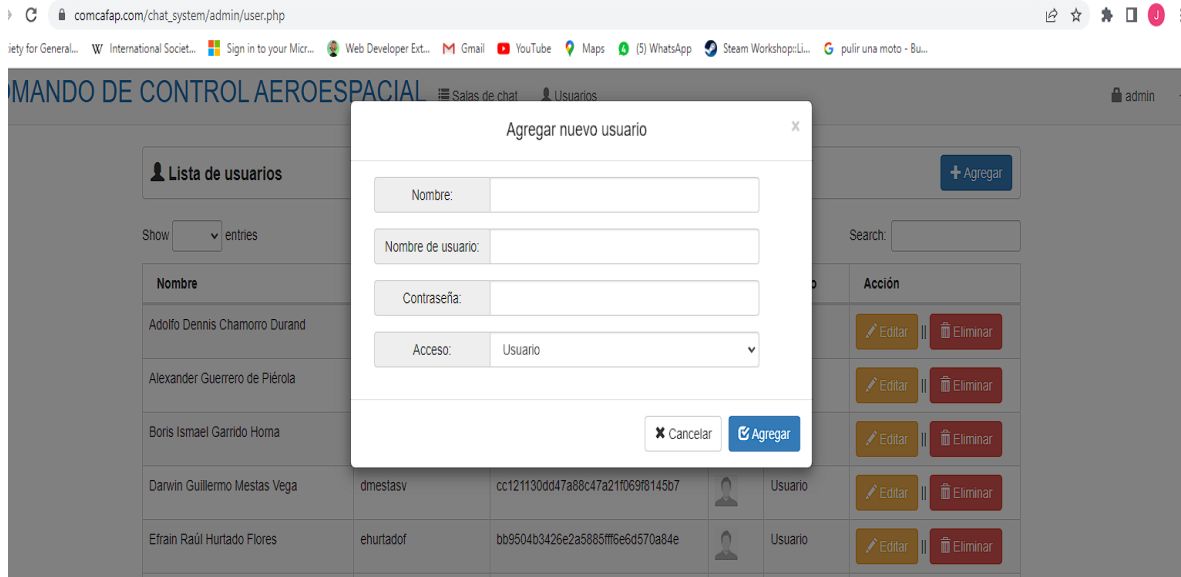 comcafap.com/chat_system/admin/user.php
iety for General... W International Societ... Sign in to your Micr... Web Developer Ext... Gmail YouTube Maps (5) WhatsApp Steam Workshop::Li... pulir una moto - Bu...
MANDO DE CONTROL AEROESPACIAL Salas de chat Usuarios admin
Agregar nuevo usuario x
Lista de usuarios + Agregar
Nombre:
Show entries Search:
Nombre de usuario:
Nombre Acción
Contraseña:
Adolfo Dennis Chamorro Durand Editar || Eliminar
Acceso: Usuario
Alexander Guerrero de Piérola Editar || Eliminar
Boris Ismael Garrido Horna Editar || Eliminar
Cancelar Agregar
Darwin Guillermo Mestas Vega dmestasv cc121130dd47a88c47a21f069f8145b7 Usuario Editar || Eliminar
Efrain Raúl Hurtado Flores ehurtadof bb9504b3426e2a5885fff6e6d570a84e Usuario Editar || Eliminar